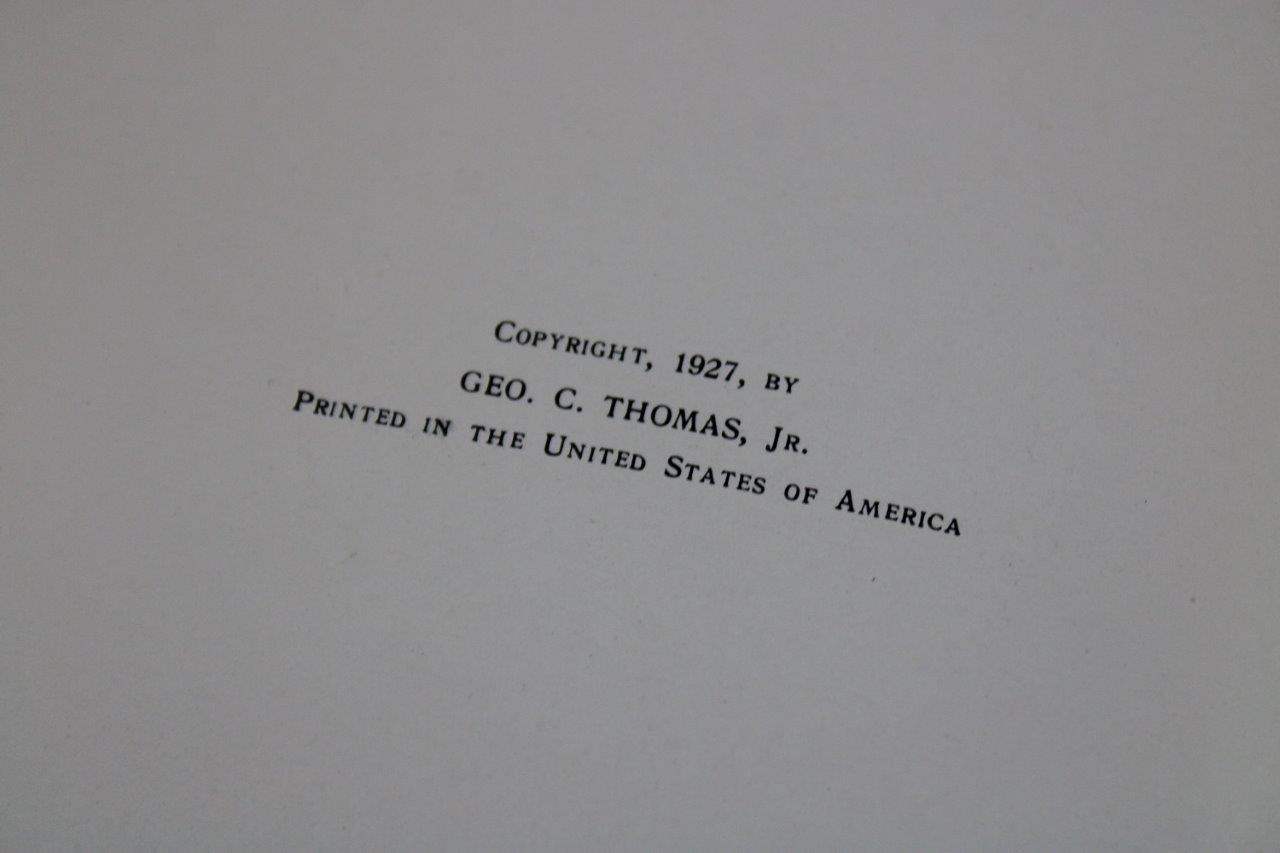 Copyright, 1927, by
GEO. C. THOMAS, Jr.
Printed in the United States of America